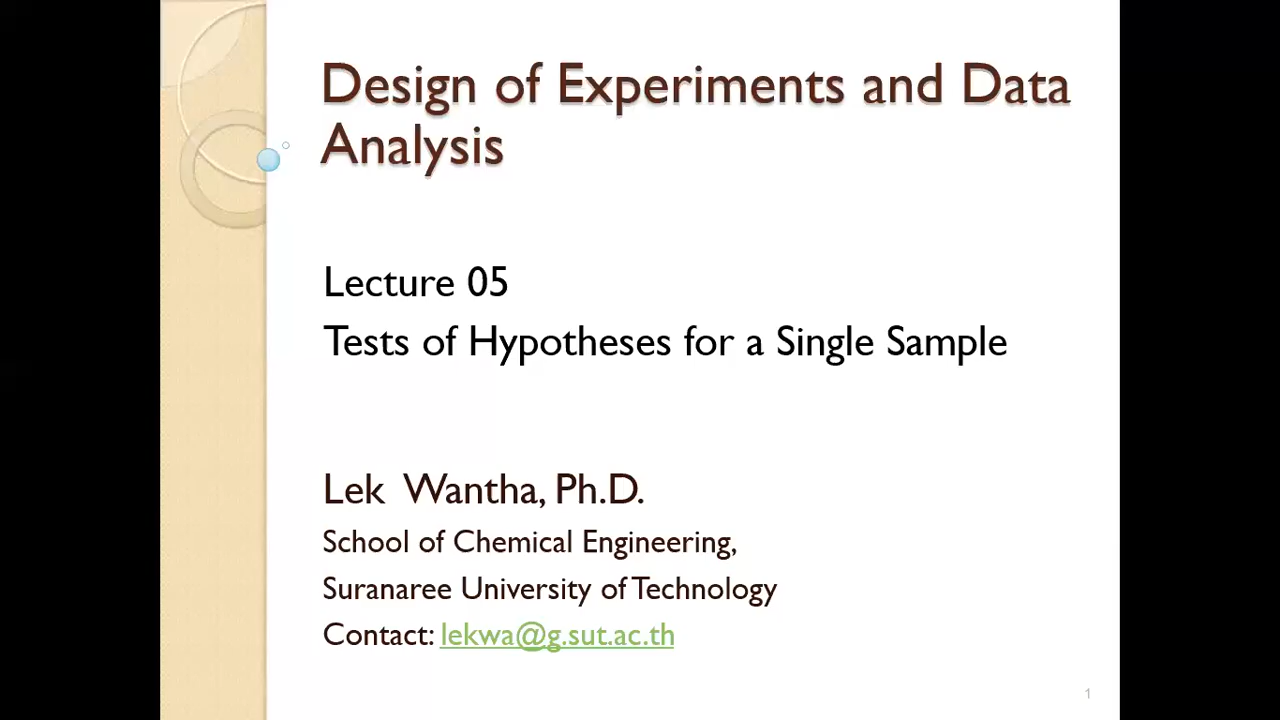 Design of Experiments and Data
Analysis
Lecture 05
Tests of Hypotheses for a Single Sample
Lek Wantha, Ph.D.
School of Chemical Engineering,
Suranaree University of Technology
Contact: lekwa@g.sut.ac.th
1